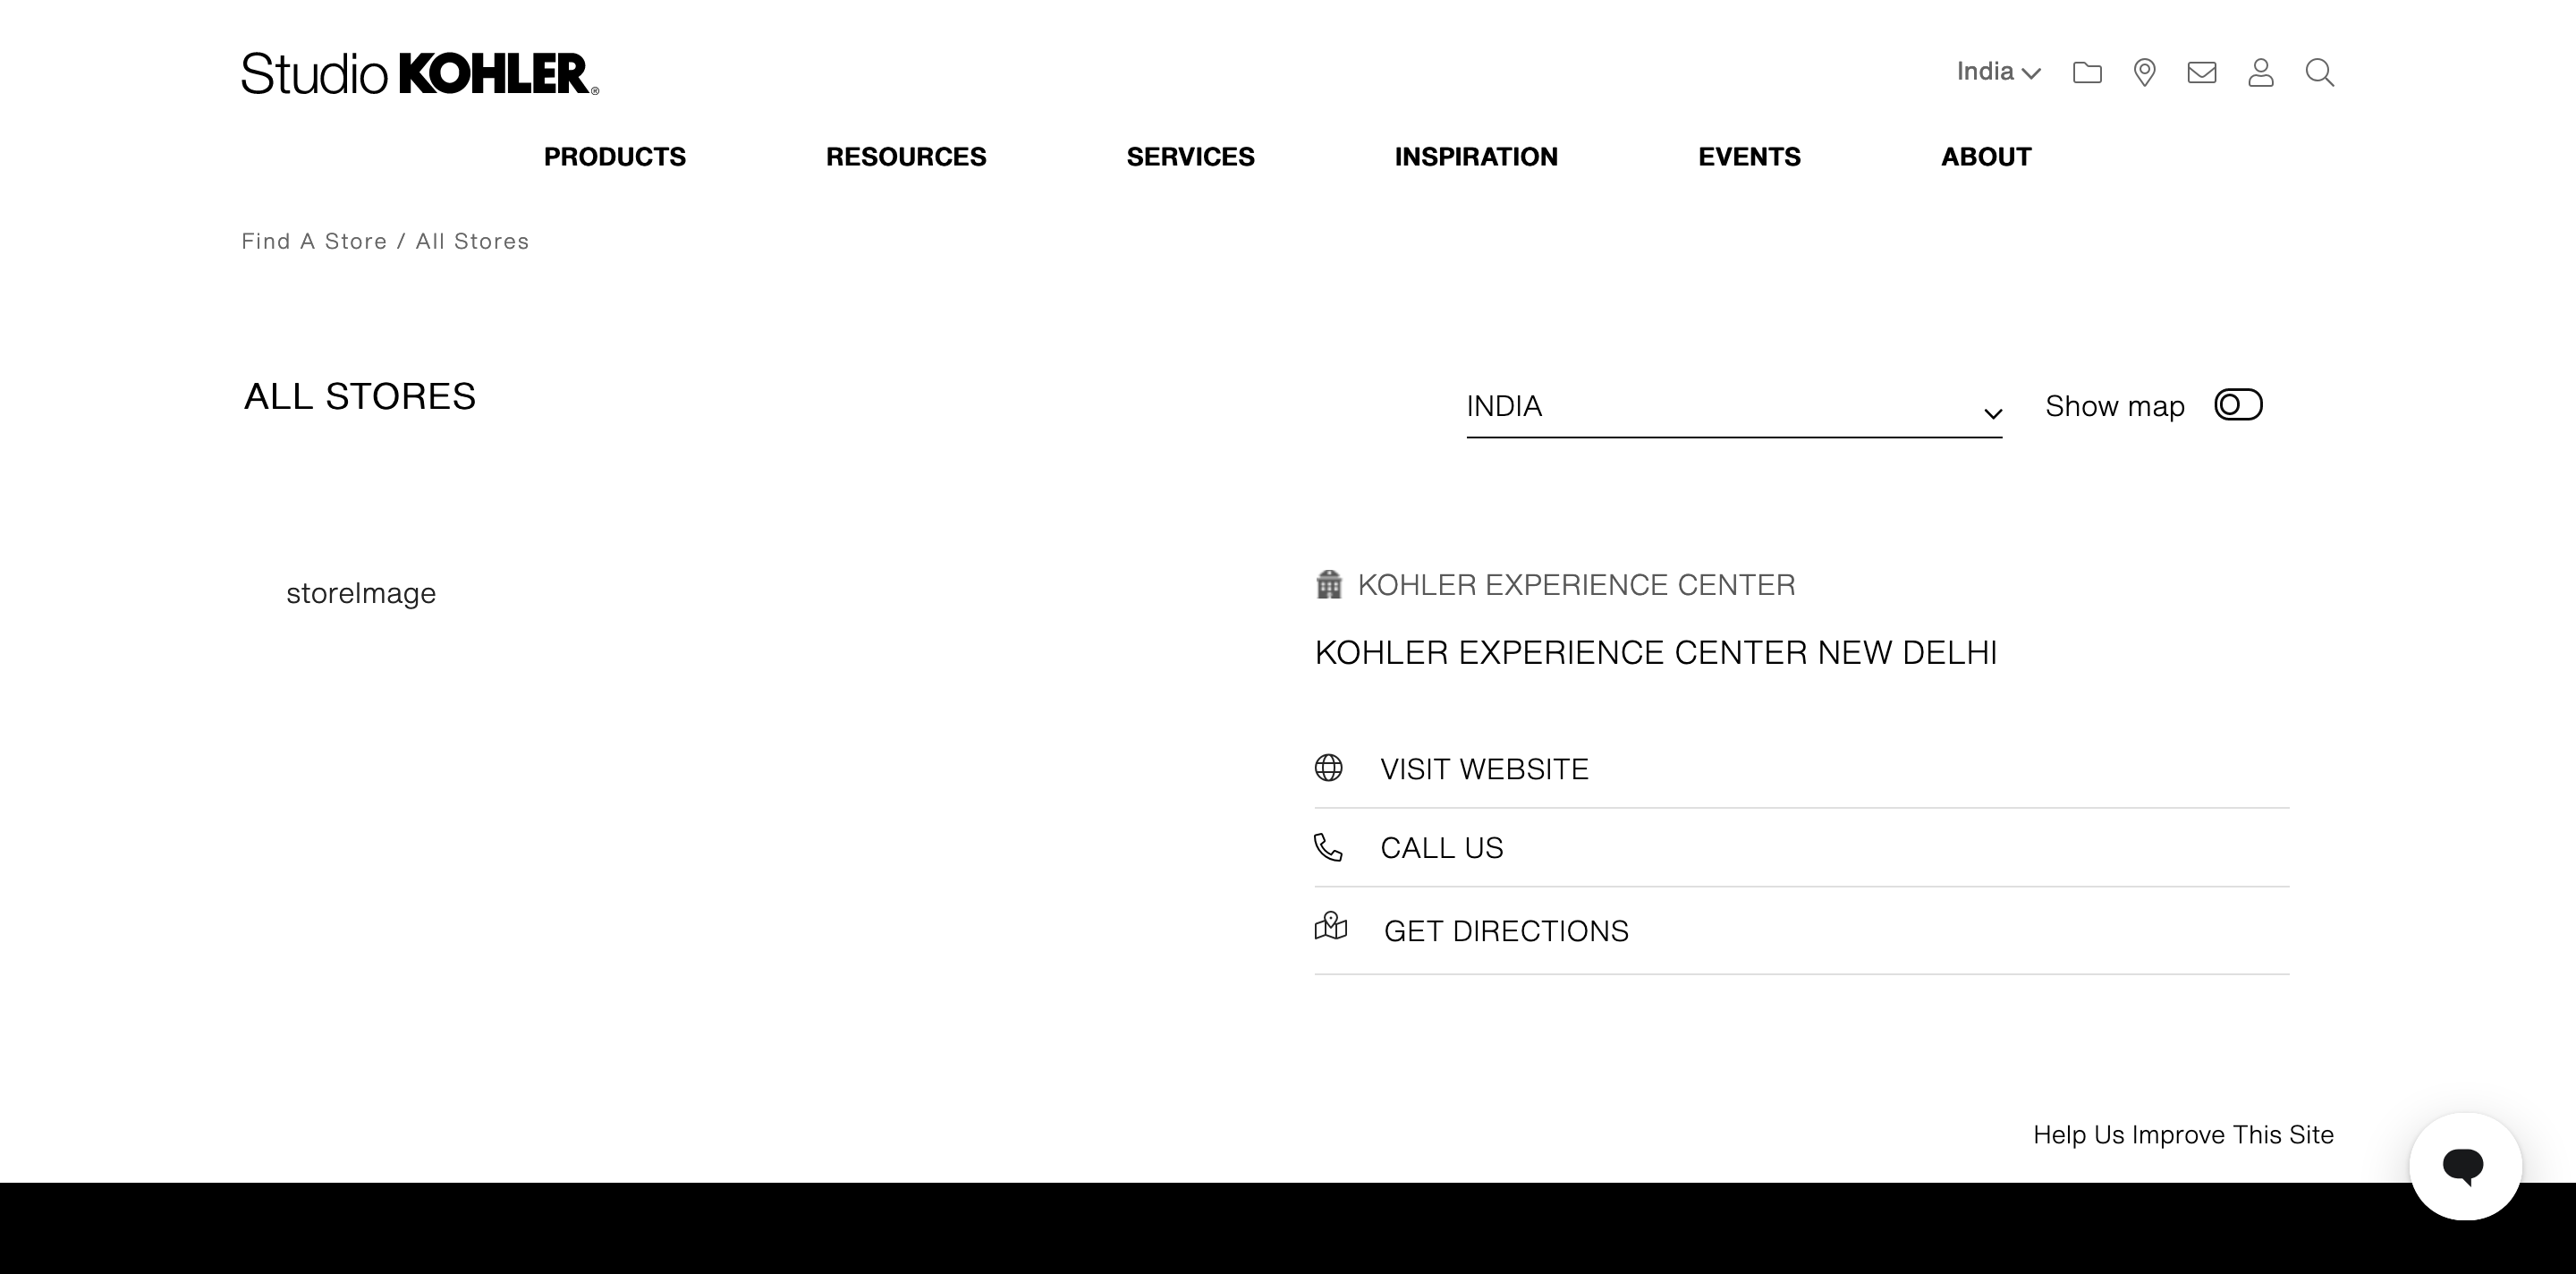 Studio KOHLER®
India
PRODUCTS RESOURCES SERVICES INSPIRATION EVENTS ABOUT
Find A Store / All Stores
ALL STORES
INDIA
Show map
storeImage
KOHLER EXPERIENCE CENTER
KOHLER EXPERIENCE CENTER NEW DELHI
VISIT WEBSITE
CALL US
GET DIRECTIONS
Help Us Improve This Site